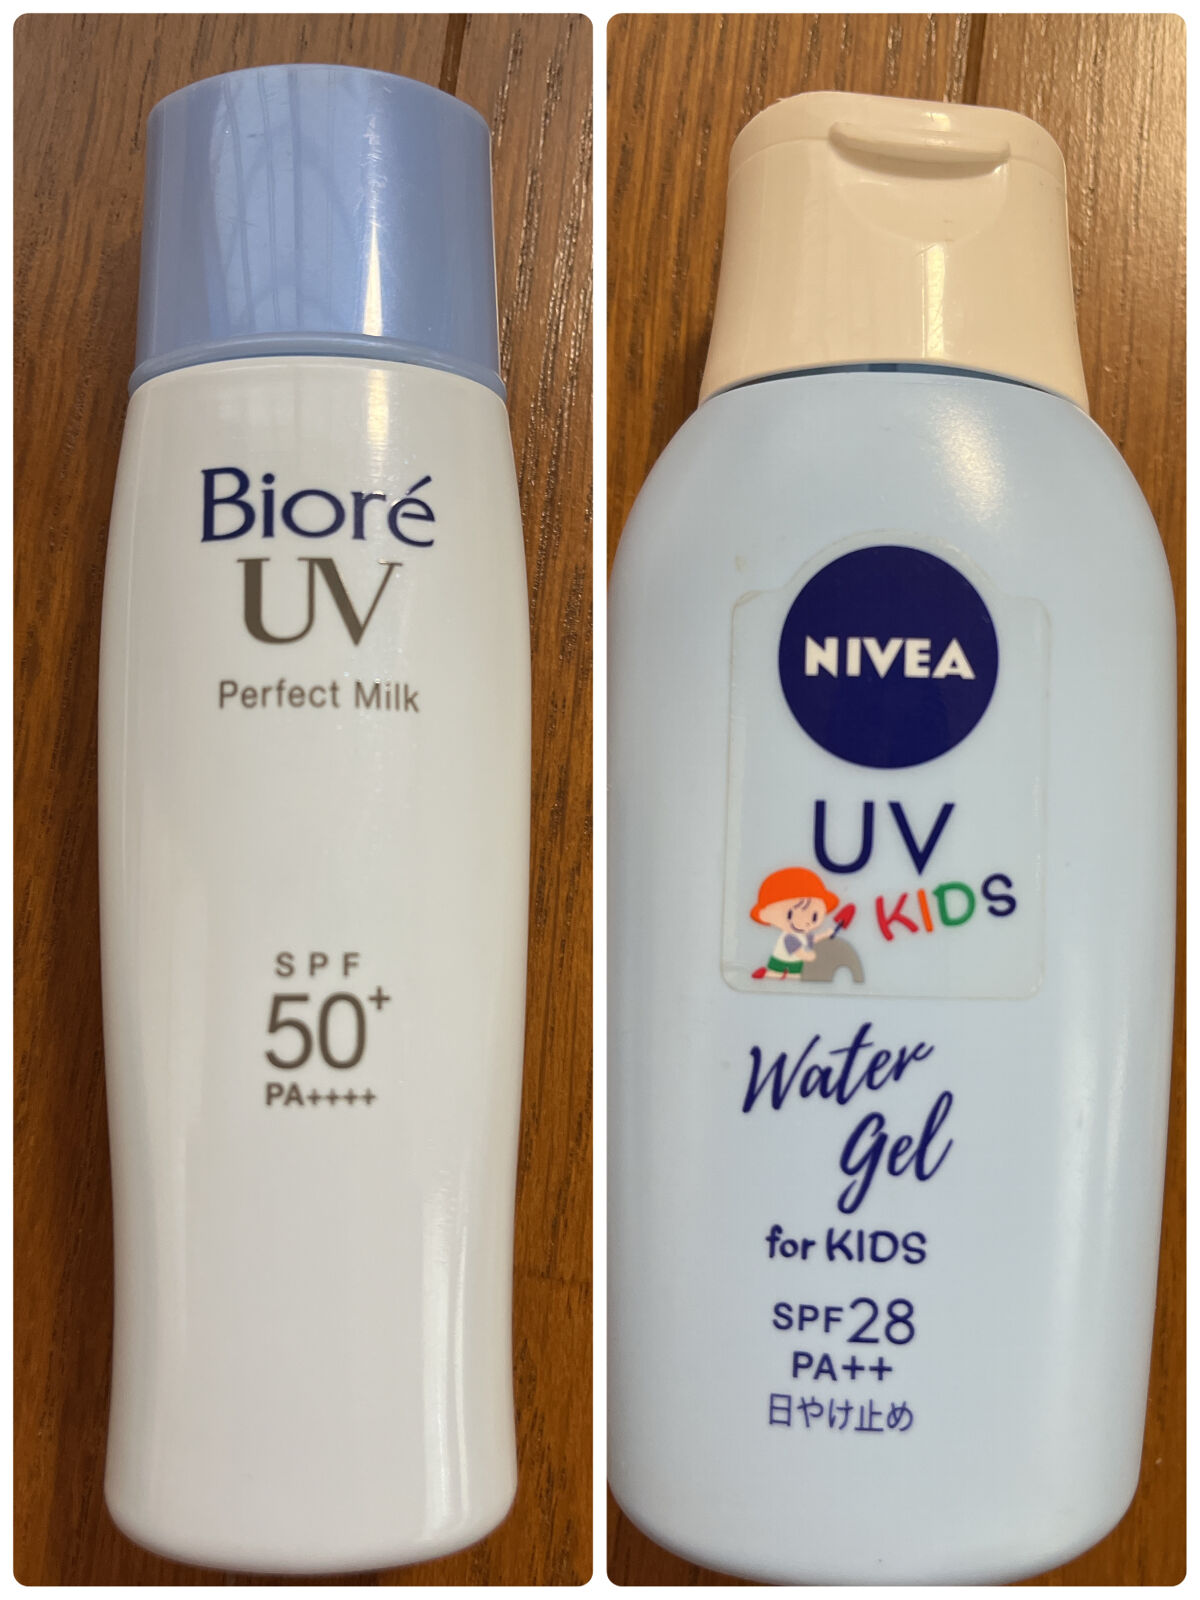 Bioré
UV
Perfect Milk
SPF
50+
PA++++
NIVEA
UV
KIDS
Water
Gel
for KIDS
SPF28
PA++
日やけ止め